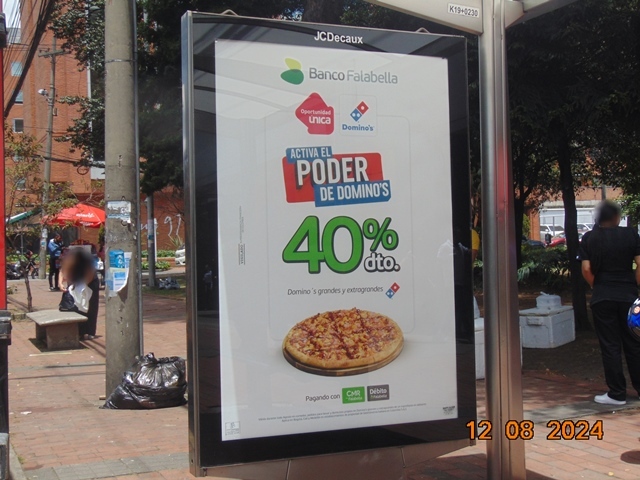 K19+0230
JCDecaux
Banco Falabella
Oportunidad
única
Domino's
ACTIVA EL
PODER
DE DOMINO'S
40%
dto.
Domino's grandes y extragrandes
Pagando con
CMR
Débito
12 08 2024